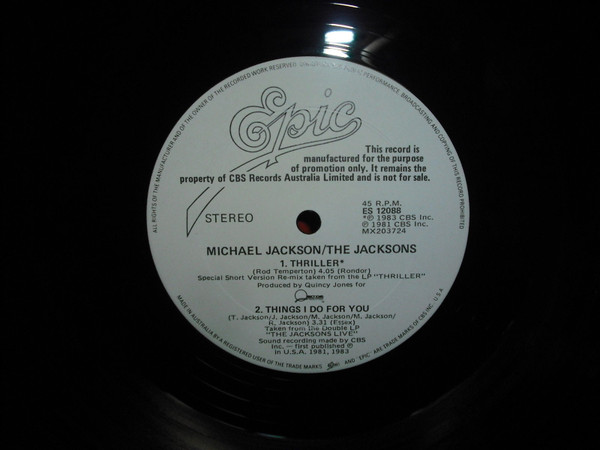 ALL RIGHTS OF THE MANUFACTURER AND OF THE OWNER OF THE RECORDED WORK RESERVED. PERFORMANCE, BROADCASTING AND COPYING OF THIS RECORD PROHIBITED
Epic
This record is
manufactured for the purpose
of promotion only. It remains the
property of CBS Records Australia Limited and is not for sale.
STEREO
45 R.P.M.
ES 12088
*℗ 1983 CBS Inc.
℗ 1981 CBS Inc.
MX203724
MICHAEL JACKSON/THE JACKSONS
1. THRILLER*
(Rod Temperton) 4.05 (Rondor)
Special Short Version Re-mix taken from the LP "THRILLER"
Produced by Quincy Jones for
2. THINGS I DO FOR YOU
(T. Jackson/J. Jackson/M. Jackson/M. Jackson/
R. Jackson) 3.31 (Essex)
Taken from The Double LP
"THE JACKSONS LIVE"
Sound recording made by CBS
Inc. — first published ℗
in U.S.A. 1981, 1983
MADE IN AUSTRALIA BY A REGISTERED USER OF THE TRADE MARKS Epic AND EPIC ARE TRADE MARKS OF CBS INC. U.S.A.